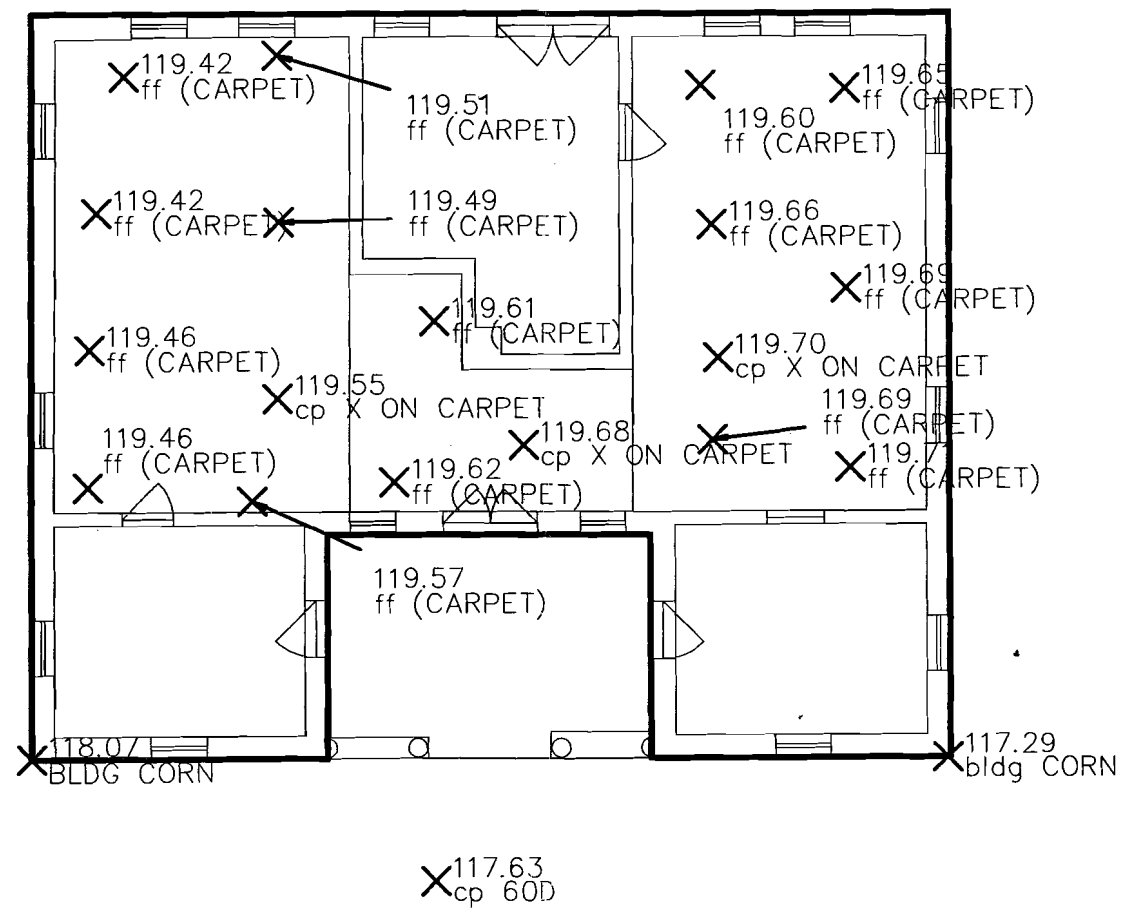 119.42
ff (CARPET)
119.51
ff (CARPET)
119.60
ff (CARPET)
119.65
ff (CARPET)
119.42
ff (CARPET)
119.49
ff (CARPET)
119.66
ff (CARPET)
119.69
ff (CARPET)
119.61
ff (CARPET)
119.46
ff (CARPET)
119.55
cp X ON CARPET
119.70
cp X ON CARPET
119.69
ff (CARPET)
119.46
ff (CARPET)
119.62
ff (CARPET)
119.68
cp X ON CARPET
ff (CARPET)
119.57
ff (CARPET)
118.07
BLDG CORN
117.29
bldg CORN
117.63
cp 60D